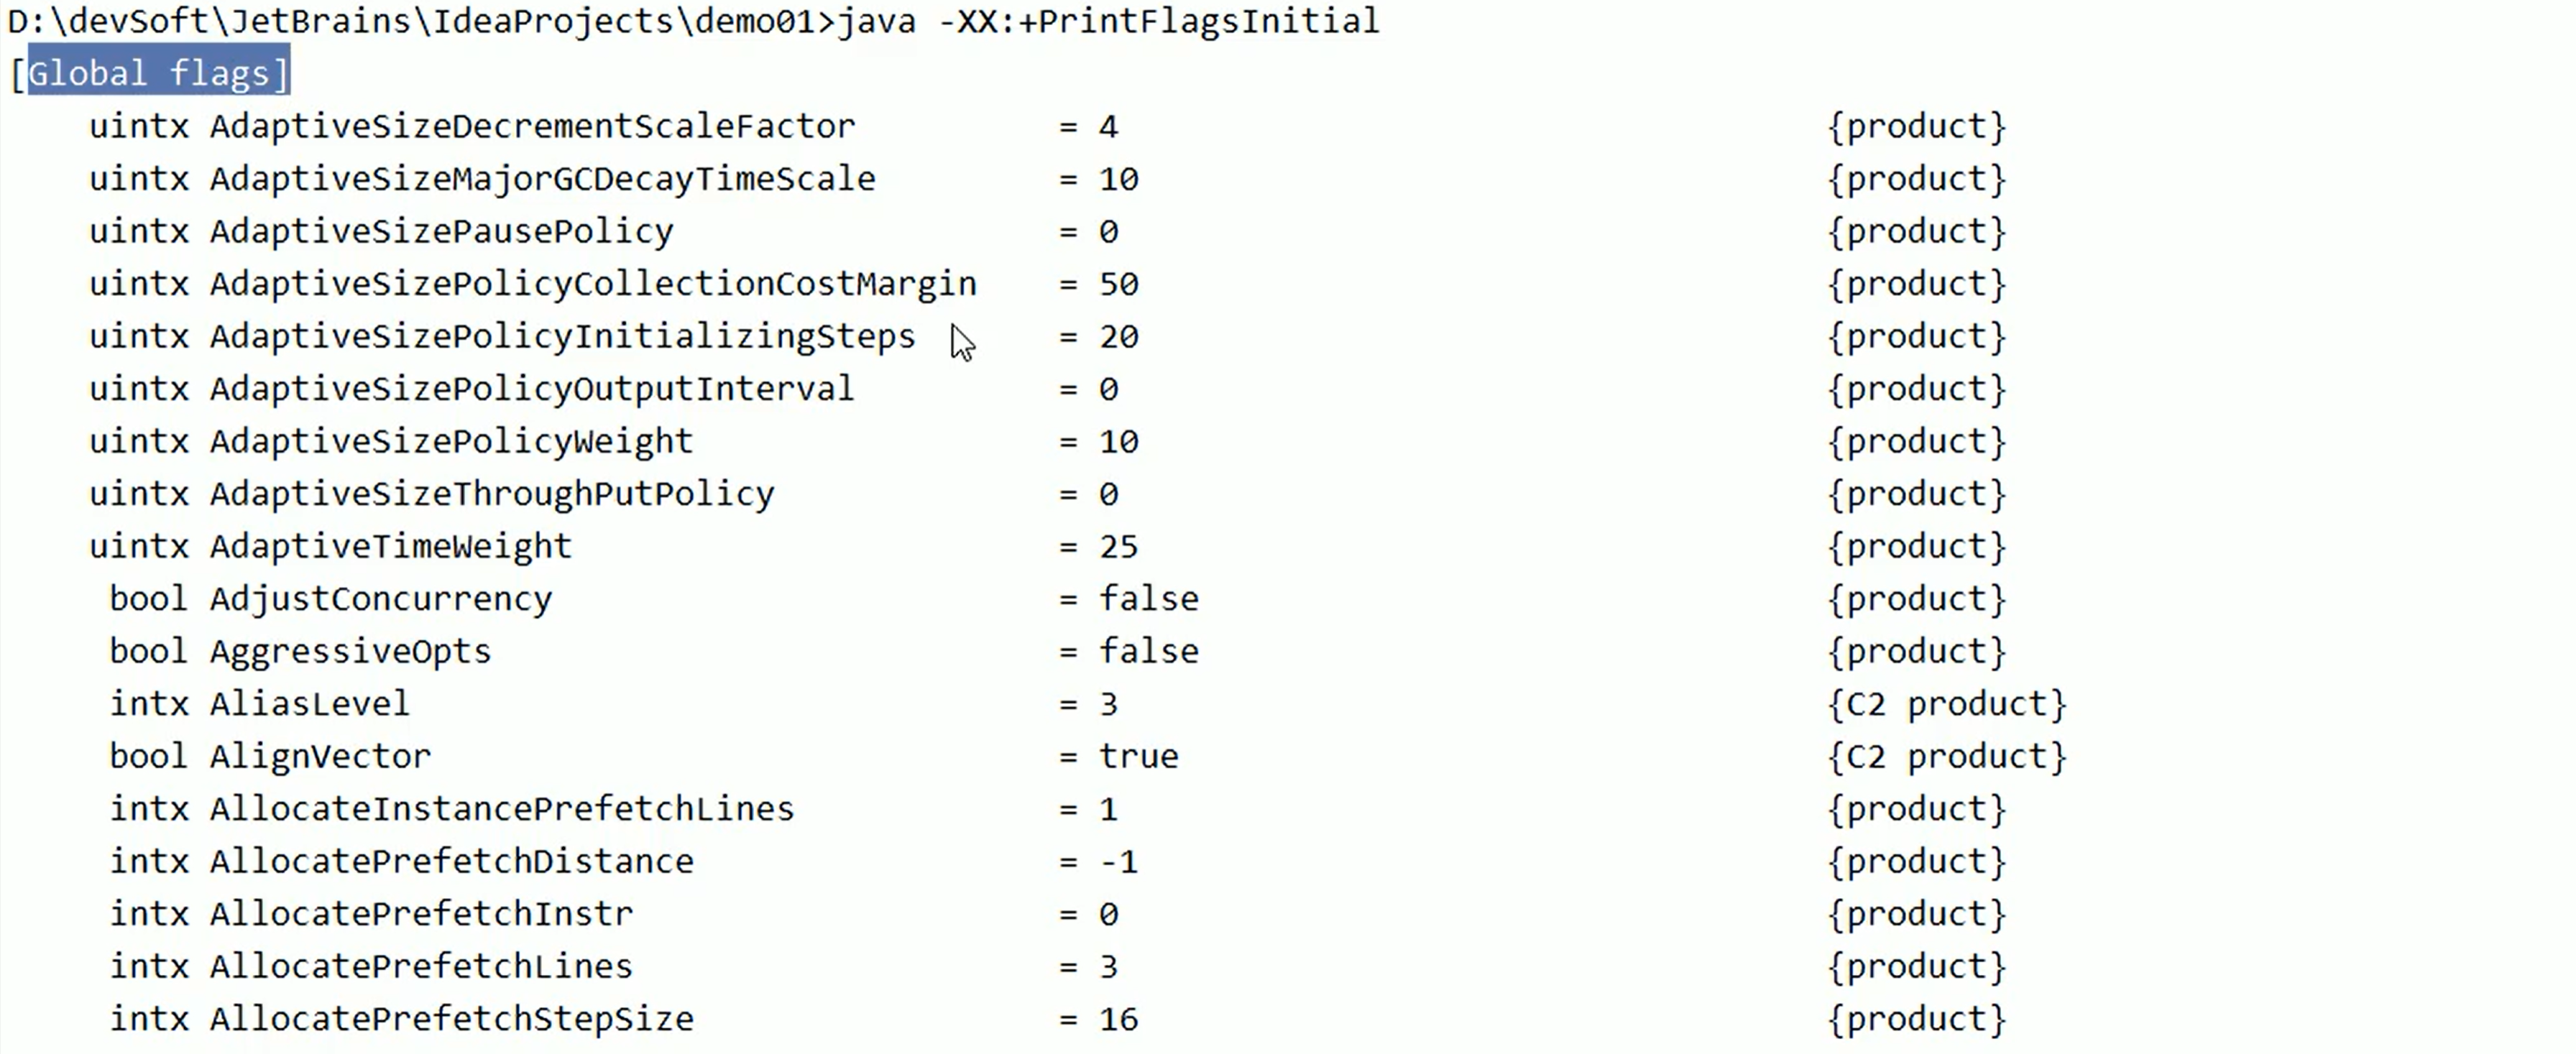 D:\devSoft\JetBrains\IdeaProjects\demo01>java -XX:+PrintFlagsInitial
[Global flags]
    uintx AdaptiveSizeDecrementScaleFactor          = 4                                   {product}
    uintx AdaptiveSizeMajorGCDecayTimeScale         = 10                                  {product}
    uintx AdaptiveSizePausePolicy                   = 0                                   {product}
    uintx AdaptiveSizePolicyCollectionCostMargin    = 50                                  {product}
    uintx AdaptiveSizePolicyInitializingSteps       = 20                                  {product}
    uintx AdaptiveSizePolicyOutputInterval          = 0                                   {product}
    uintx AdaptiveSizePolicyWeight                  = 10                                  {product}
    uintx AdaptiveSizeThroughPutPolicy              = 0                                   {product}
    uintx AdaptiveTimeWeight                        = 25                                  {product}
     bool AdjustConcurrency                         = false                               {product}
     bool AggressiveOpts                            = false                               {product}
     intx AliasLevel                                = 3                                   {C2 product}
     bool AlignVector                               = true                                {C2 product}
     intx AllocateInstancePrefetchLines             = 1                                   {product}
     intx AllocatePrefetchDistance                  = -1                                  {product}
     intx AllocatePrefetchInstr                     = 0                                   {product}
     intx AllocatePrefetchLines                     = 3                                   {product}
     intx AllocatePrefetchStepSize                  = 16                                  {product}